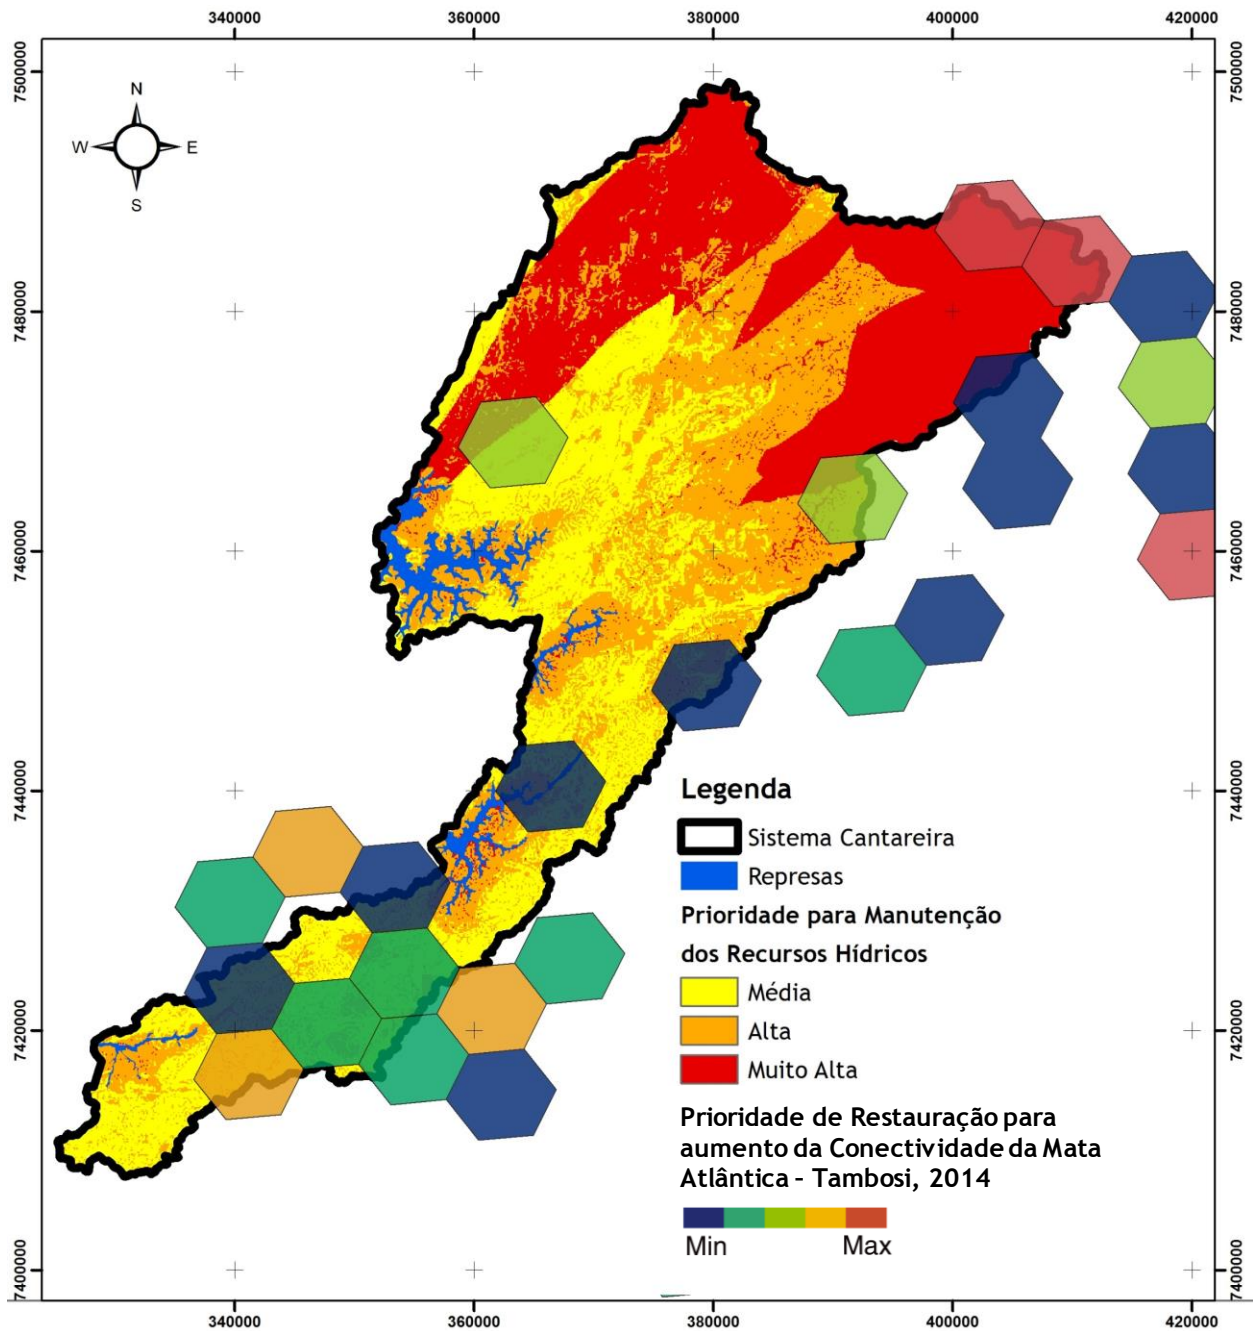 340000 360000 380000 400000 420000
7500000 7500000
N
W E
S
7480000 7480000
7460000 7460000
7440000 7440000
7420000 7420000
7400000 7400000
Legenda
Sistema Cantareira
Represas
Prioridade para Manutenção
dos Recursos Hídricos
Média
Alta
Muito Alta
Prioridade de Restauração para
aumento da Conectividade da Mata
Atlântica – Tambosi, 2014
Min Max
340000 360000 380000 400000 420000